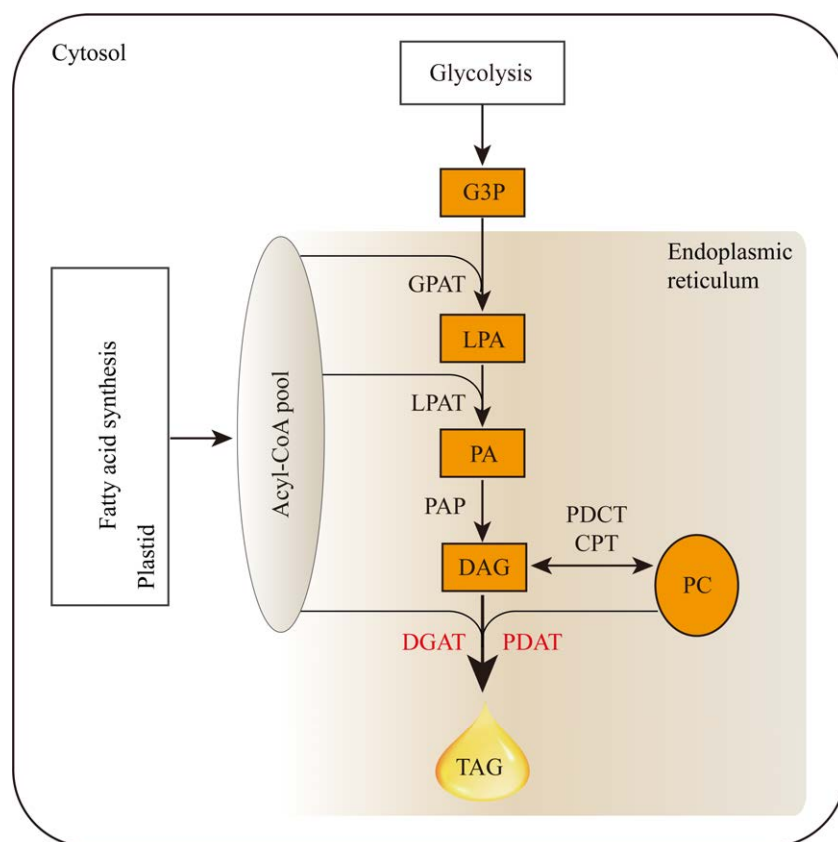 Cytosol
Glycolysis
G3P
Endoplasmic
reticulum
GPAT
LPA
LPAT
Fatty acid synthesis
Plastid
Acyl-CoA pool
PA
PAP
PDCT
CPT
DAG
PC
DGAT
PDAT
TAG